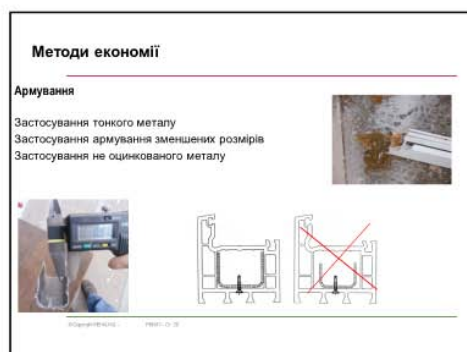 Методи економії
Армування
Застосування тонкого металу
Застосування армування зменшених розмірів
Застосування не оцинкованого металу